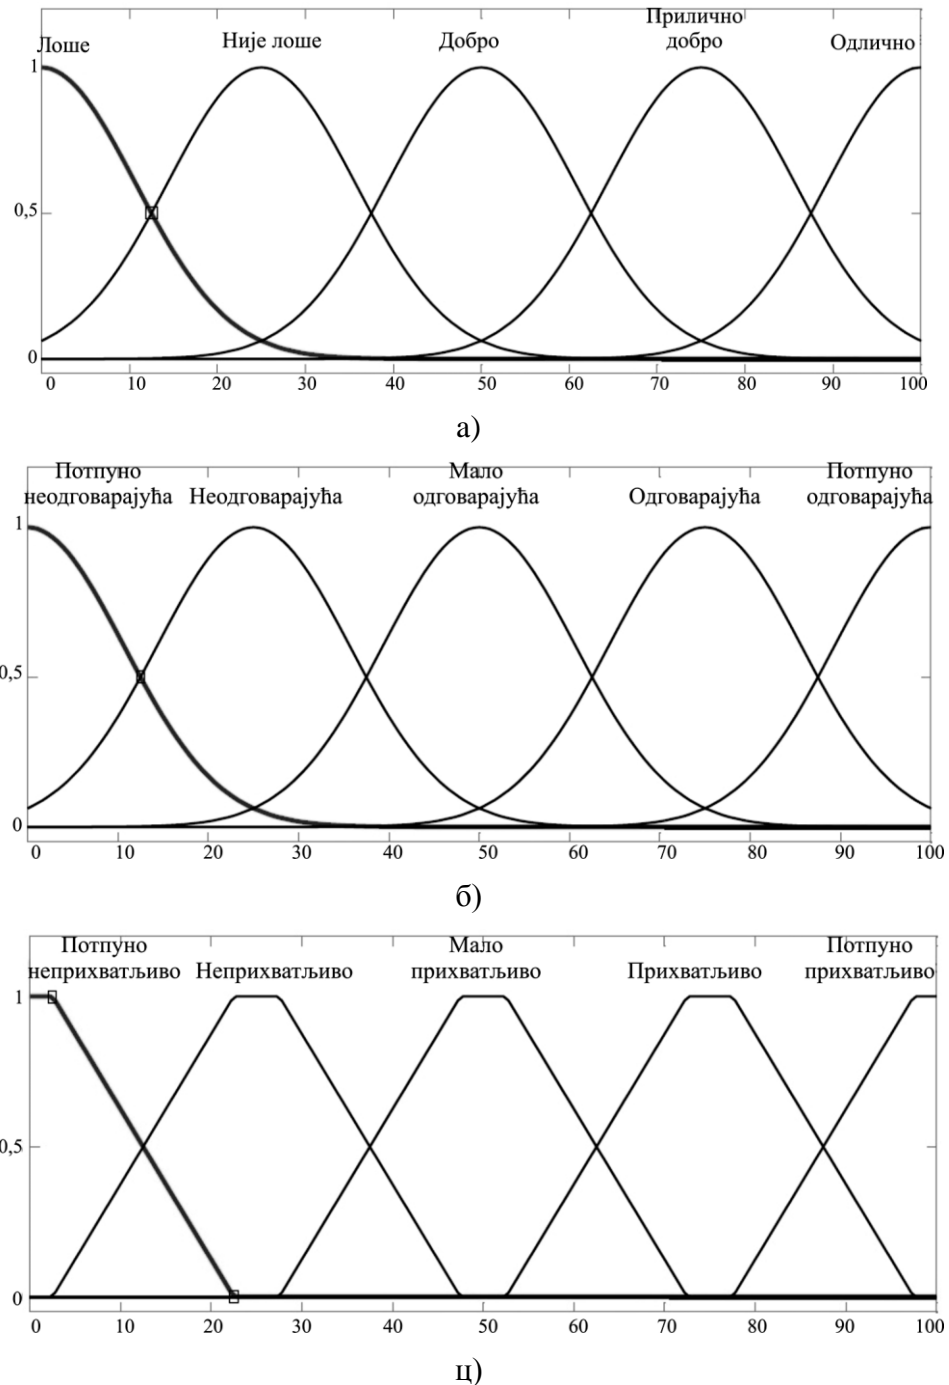 Прилично
Лоше Није лоше Добро добро Одлично
1
0,5
0
0 10 20 30 40 50 60 70 80 90 100
а)
Потпуно Мало Потпуно
неодговарајућа Неодговарајућа одговарајућа Одговарајућа одговарајућа
1
0,5
0
0 10 20 30 40 50 60 70 80 90 100
б)
Потпуно Мало Потпуно
неприхватљиво Неприхватљиво прихватљиво Прихватљиво прихватљиво
1
0,5
0
0 10 20 30 40 50 60 70 80 90 100
ц)